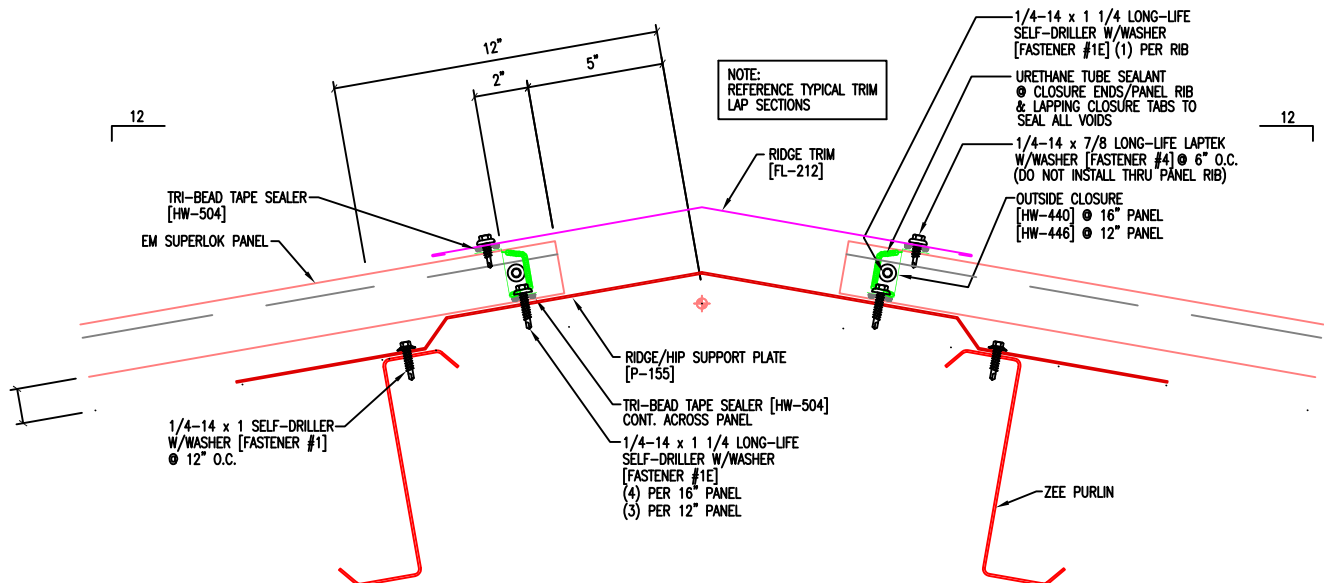 12"
2"
5"
12
NOTE:
REFERENCE TYPICAL TRIM
LAP SECTIONS
1/4-14 x 1 1/4 LONG-LIFE
SELF-DRILLER W/WASHER
[FASTENER #1E] (1) PER RIB
URETHANE TUBE SEALANT
@ CLOSURE ENDS/PANEL RIB
& LAPPING CLOSURE TABS TO
SEAL ALL VOIDS
12
1/4-14 x 7/8 LONG-LIFE LAPTEK
W/WASHER [FASTENER #4] @ 6" O.C.
(DO NOT INSTALL THRU PANEL RIB)
RIDGE TRIM
[FL-212]
TRI-BEAD TAPE SEALER
[HW-504]
OUTSIDE CLOSURE
[HW-440] @ 16" PANEL
[HW-446] @ 12" PANEL
EM SUPERLOK PANEL
RIDGE/HIP SUPPORT PLATE
[P-155]
TRI-BEAD TAPE SEALER [HW-504]
CONT. ACROSS PANEL
1/4-14 x 1 SELF-DRILLER
W/WASHER [FASTENER #1]
@ 12" O.C.
1/4-14 x 1 1/4 LONG-LIFE
SELF-DRILLER W/WASHER
[FASTENER #1E]
(4) PER 16" PANEL
(3) PER 12" PANEL
ZEE PURLIN